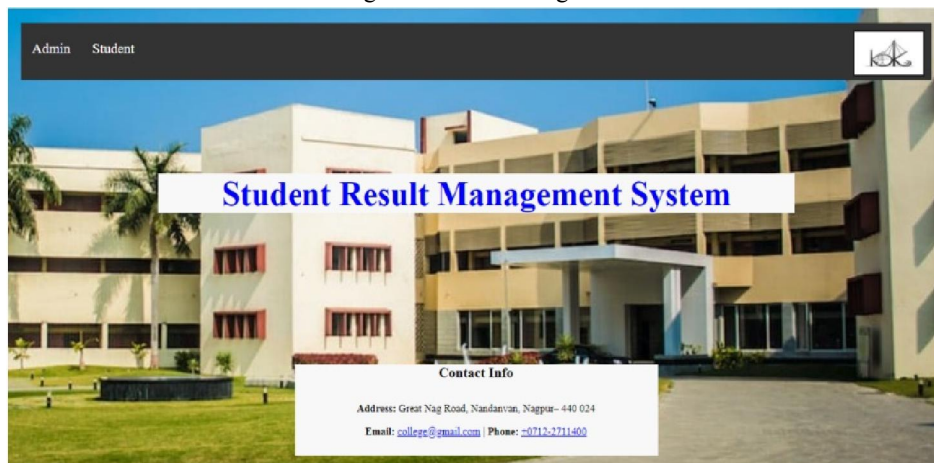 Admin Student
KDK
Student Result Management System
Contact Info
Address: Great Nag Road, Nandanvan, Nagpur– 440 024
Email: college@gmail.com | Phone: +0712-2711400